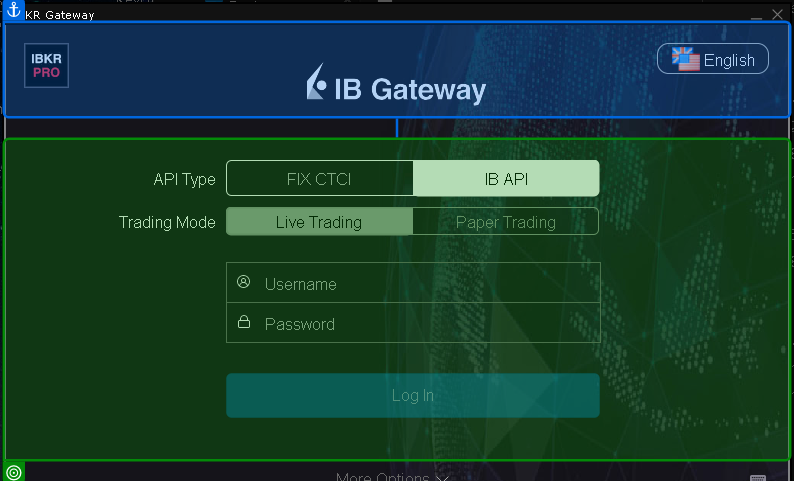 KR Gateway
IBKR
PRO
IB Gateway
English
API Type
FIX CTCI
IB API
Trading Mode
Live Trading
Paper Trading
Username
Password
Log In
More Options